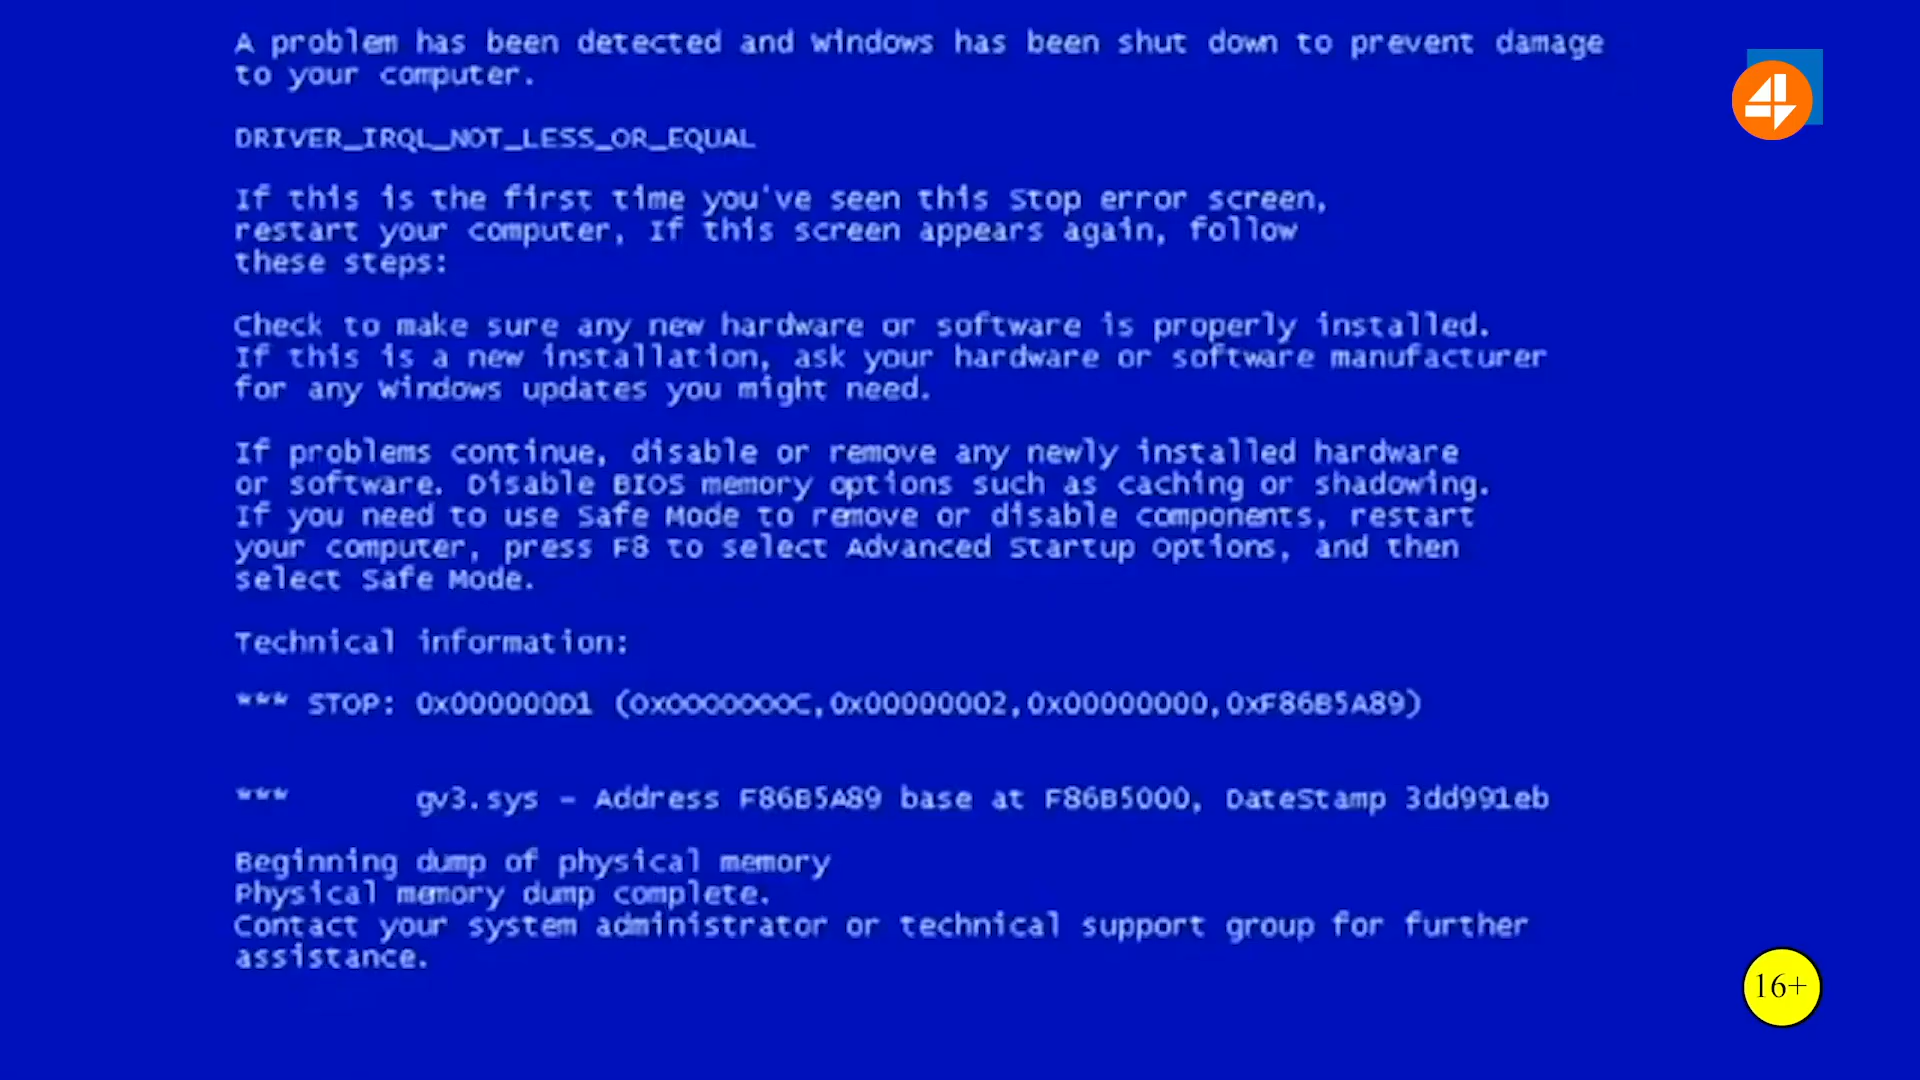 A problem has been detected and Windows has been shut down to prevent damage
to your computer.
DRIVER_IRQL_NOT_LESS_OR_EQUAL
If this is the first time you've seen this Stop error screen,
restart your computer, If this screen appears again, follow
these steps:
Check to make sure any new hardware or software is properly installed.
If this is a new installation, ask your hardware or software manufacturer
for any Windows updates you might need.
If problems continue, disable or remove any newly installed hardware
or software. Disable BIOS memory options such as caching or shadowing.
If you need to use Safe Mode to remove or disable components, restart
your computer, press F8 to select Advanced Startup Options, and then
select Safe Mode.
Technical information:
*** STOP: 0x000000D1 (0x0000000C,0x00000002,0x00000000,0xF86B5A89)
*** gv3.sys - Address F86B5A89 base at F86B5000, DateStamp 3dd991eb
Beginning dump of physical memory
Physical memory dump complete.
Contact your system administrator or technical support group for further
assistance.
4
16+